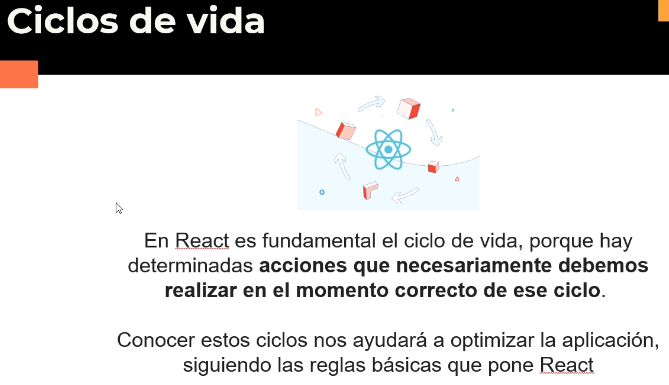 Ciclos de vida
En React es fundamental el ciclo de vida, porque hay
determinadas acciones que necesariamente debemos
realizar en el momento correcto de ese ciclo.
Conocer estos ciclos nos ayudará a optimizar la aplicación,
siguiendo las reglas básicas que pone React